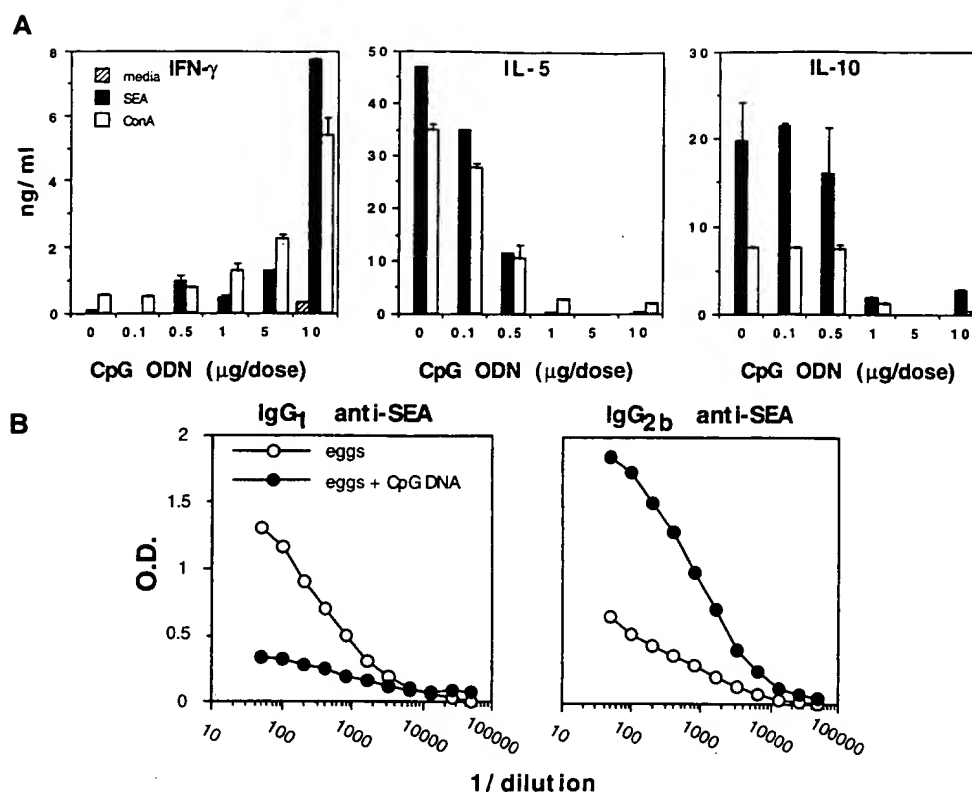 A
IFN-γ
media
SEA
ConA
ng/ml
8
6
4
2
0
0 0.1 0.5 1 5 10
CpG ODN (μg/dose)
IL-5
50
40
30
20
10
0
0 0.1 0.5 1 5 10
CpG ODN (μg/dose)
IL-10
30
20
10
0
0 0.1 0.5 1 5 10
CpG ODN (μg/dose)
B
IgG1 anti-SEA
eggs
eggs + CpG DNA
O.D.
2
1.5
1
0.5
0
10 100 1000 10000 100000
IgG2b anti-SEA
10 100 1000 10000 100000
1/dilution